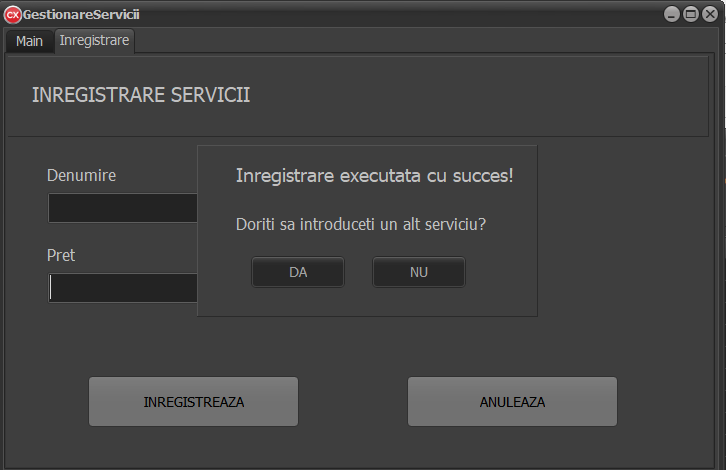 CX GestionareServicii
Main Inregistrare
INREGISTRARE SERVICII
Denumire
Inregistrare executata cu succes!
Doriti sa introduceti un alt serviciu?
Pret
DA NU
INREGISTREAZA ANULEAZA